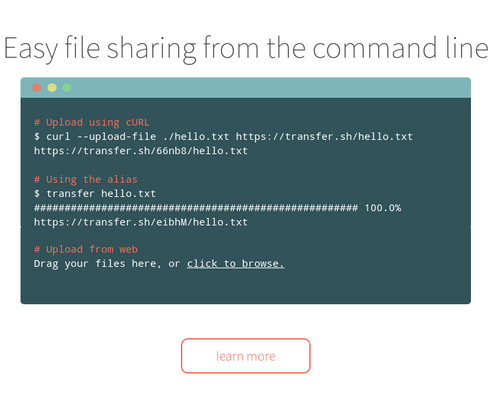 Easy file sharing from the command line
# Upload using cURL
$ curl --upload-file ./hello.txt https://transfer.sh/hello.txt
https://transfer.sh/66nb8/hello.txt
# Using the alias
$ transfer hello.txt
##################################################### 100.0%
https://transfer.sh/eibhM/hello.txt
# Upload from web
Drag your files here, or click to browse.
learn more